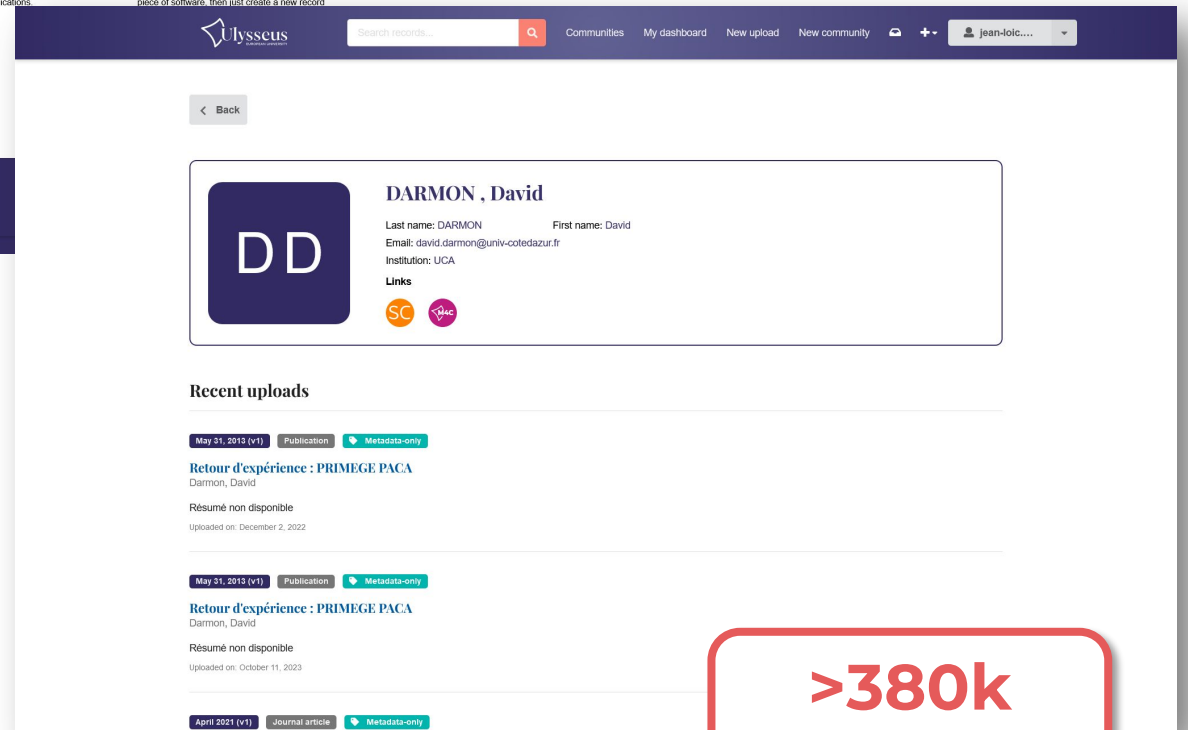 ications.
piece of software, then just create a new record
Ulysseus
EUROPEAN UNIVERSITY
Search records...
Communities
My dashboard
New upload
New community
jean-loic....
Back
DD
DARMON , David
Last name: DARMON
First name: David
Email: david.darmon@univ-cotedazur.fr
Institution: UCA
Links
SC
M4C
Recent uploads
May 31, 2013 (v1)
Publication
Metadata-only
Retour d'expérience : PRIMEGE PACA
Darmon, David
Résumé non disponible
Uploaded on: December 2, 2022
May 31, 2013 (v1)
Publication
Metadata-only
Retour d'expérience : PRIMEGE PACA
Darmon, David
Résumé non disponible
Uploaded on: October 11, 2023
>380k
April 2021 (v1)
Journal article
Metadata-only